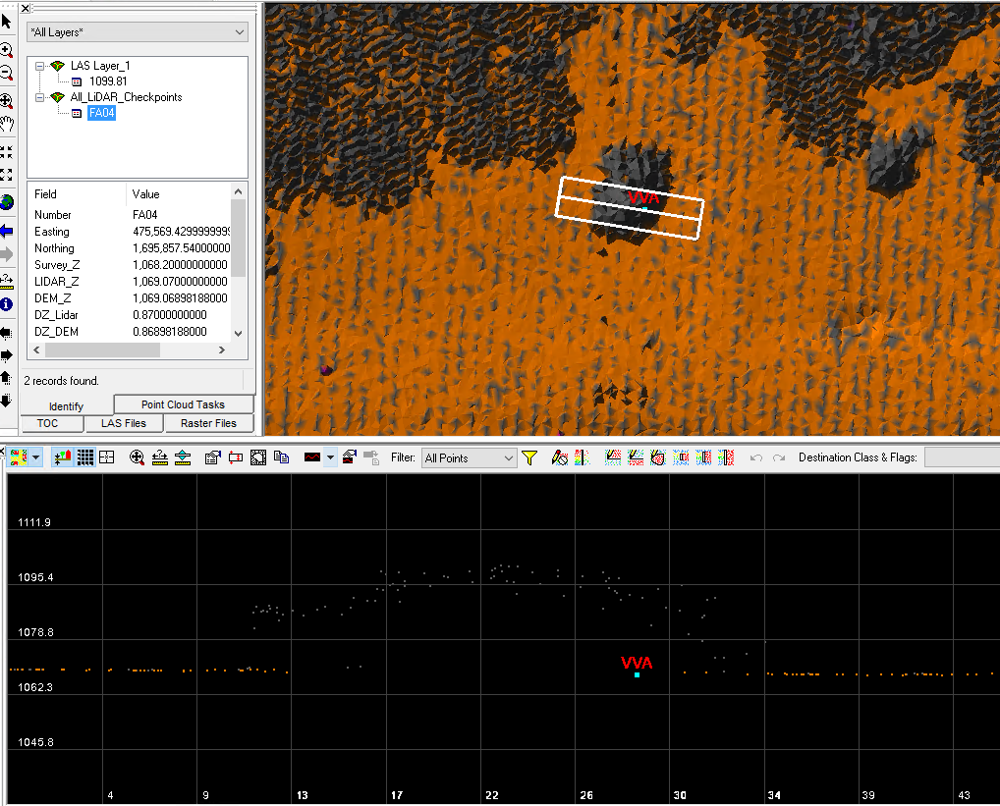 *All Layers*
LAS Layer_1
1099.81
All_LiDAR_Checkpoints
FA04
Field Value
Number FA04
Easting 475,569.4299999999
Northing 1,695,857.54000000
Survey_Z 1,068.20000000000
LIDAR_Z 1,069.07000000000
DEM_Z 1,069.06898188000
DZ_Lidar 0.87000000000
DZ_DEM 0.86898188000
2 records found.
Identify Point Cloud Tasks
TOC LAS Files Raster Files
VVA
Filter: All Points Destination Class & Flags:
1111.9
1095.4
1078.8
VVA
1062.3
1045.8
4 9 13 17 22 26 30 34 39 43